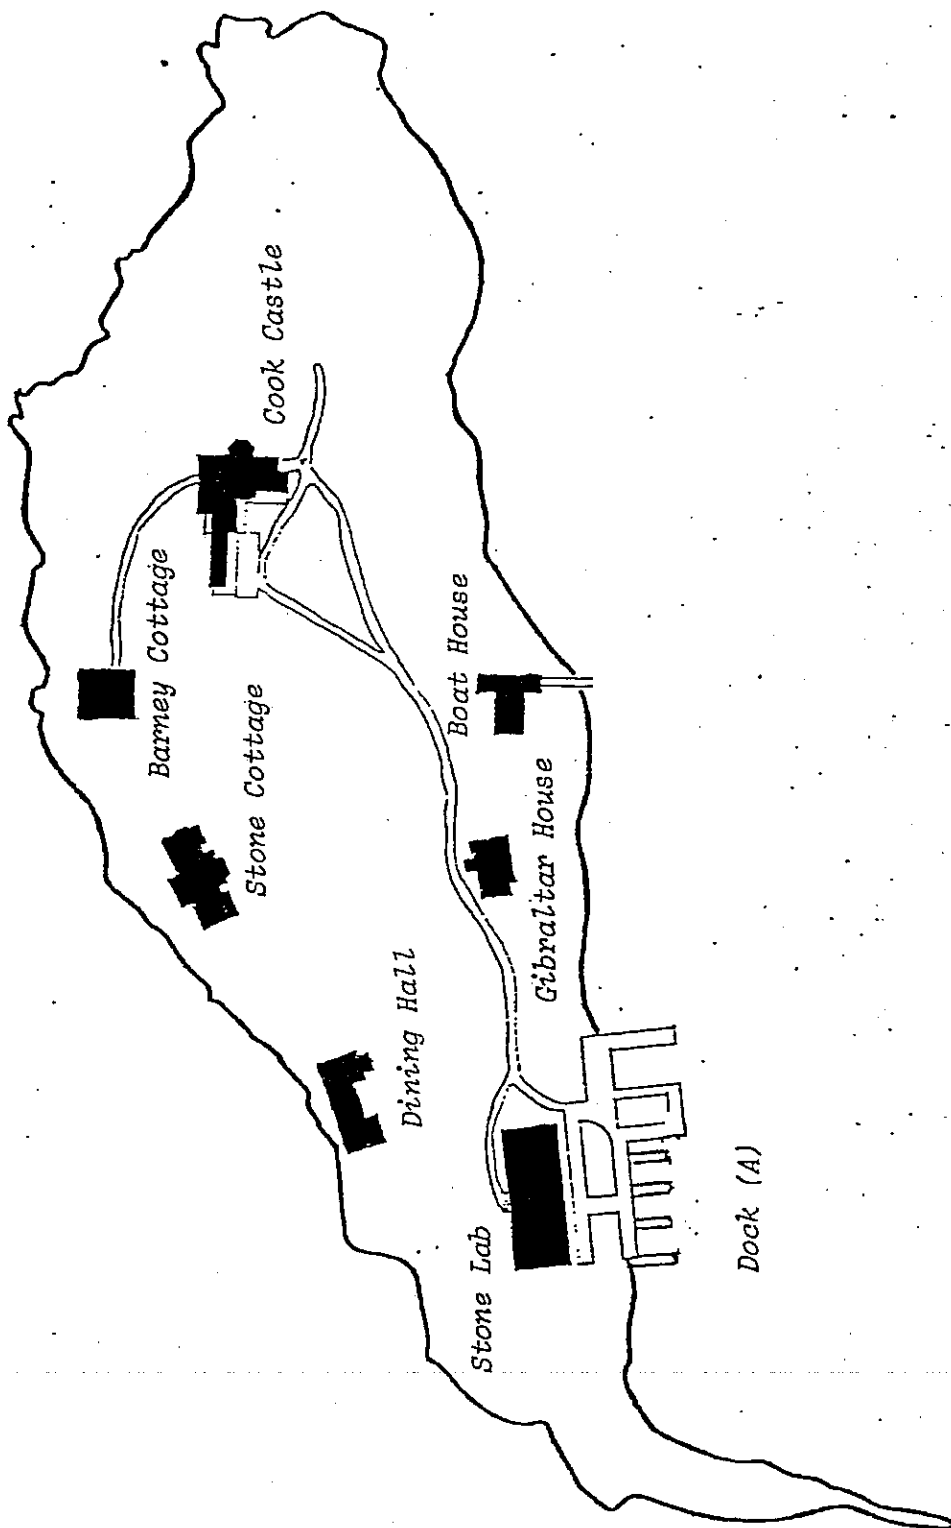 Cook Castle
Barney Cottage
Stone Cottage
Boat House
Gibraltar House
Dining Hall
Stone Lab
Dock (A)